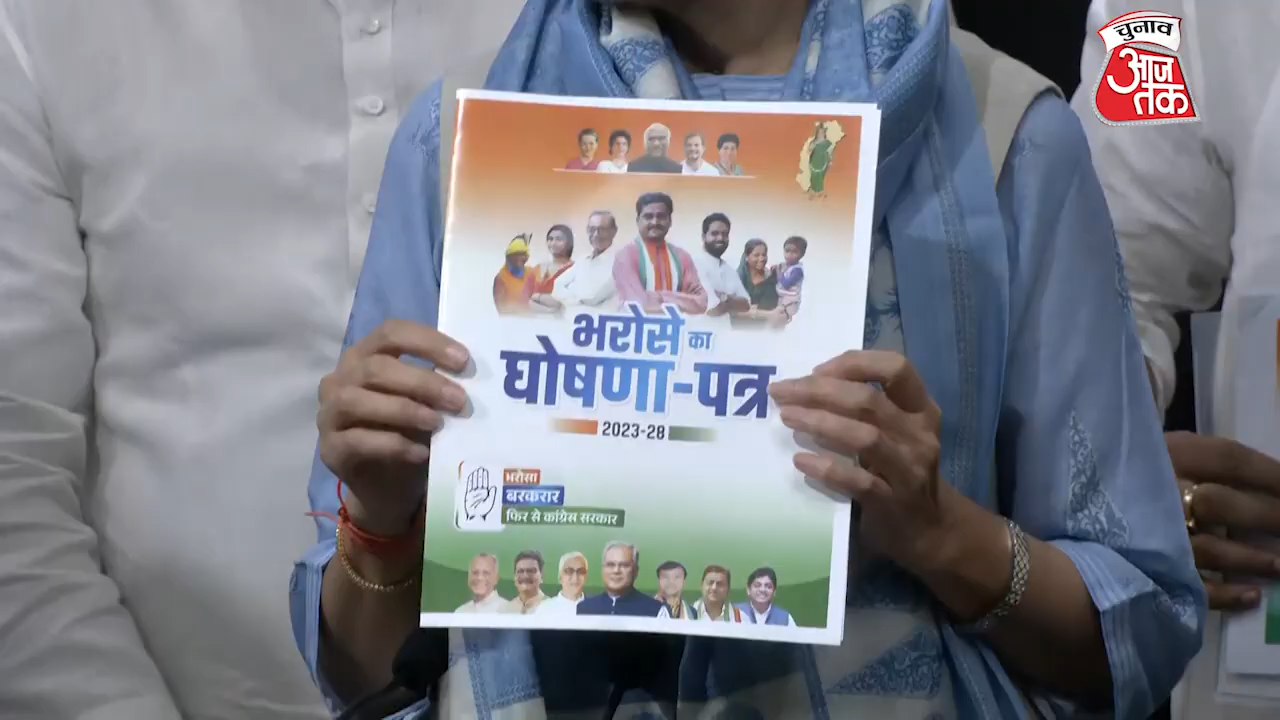 चुनाव
आज
तक
भरोसे का
घोषणा-पत्र
2023-28
भरोसा
बरकरार
फिर से कांग्रेस सरकार